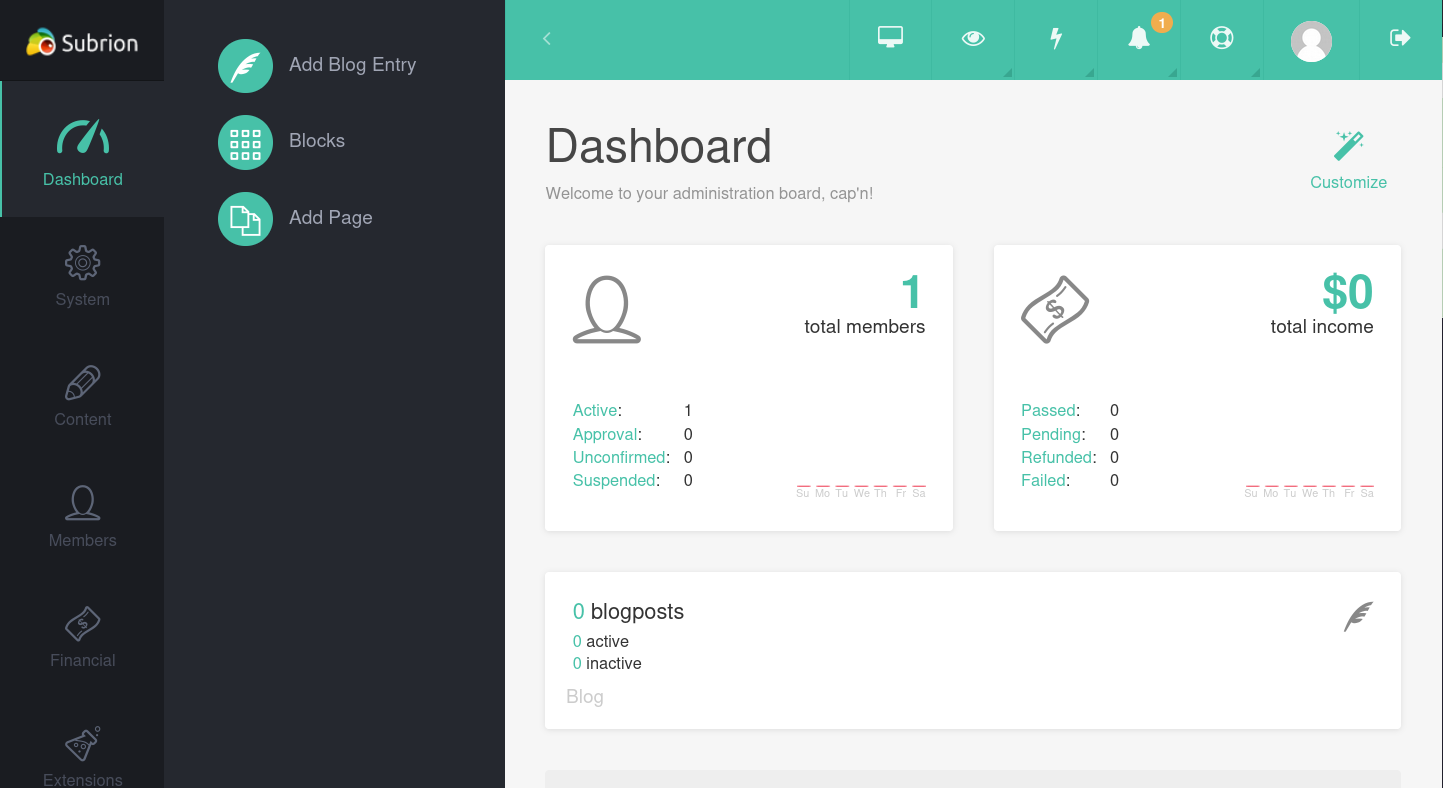 Subrion
Dashboard
System
Content
Members
Financial
Extensions
Add Blog Entry
Blocks
Add Page
1
Dashboard
Welcome to your administration board, cap'n!
Customize
1
total members
Active: 1
Approval: 0
Unconfirmed: 0
Suspended: 0
Su Mo Tu We Th Fr Sa
$0
total income
Passed: 0
Pending: 0
Refunded: 0
Failed: 0
Su Mo Tu We Th Fr Sa
0 blogposts
0 active
0 inactive
Blog